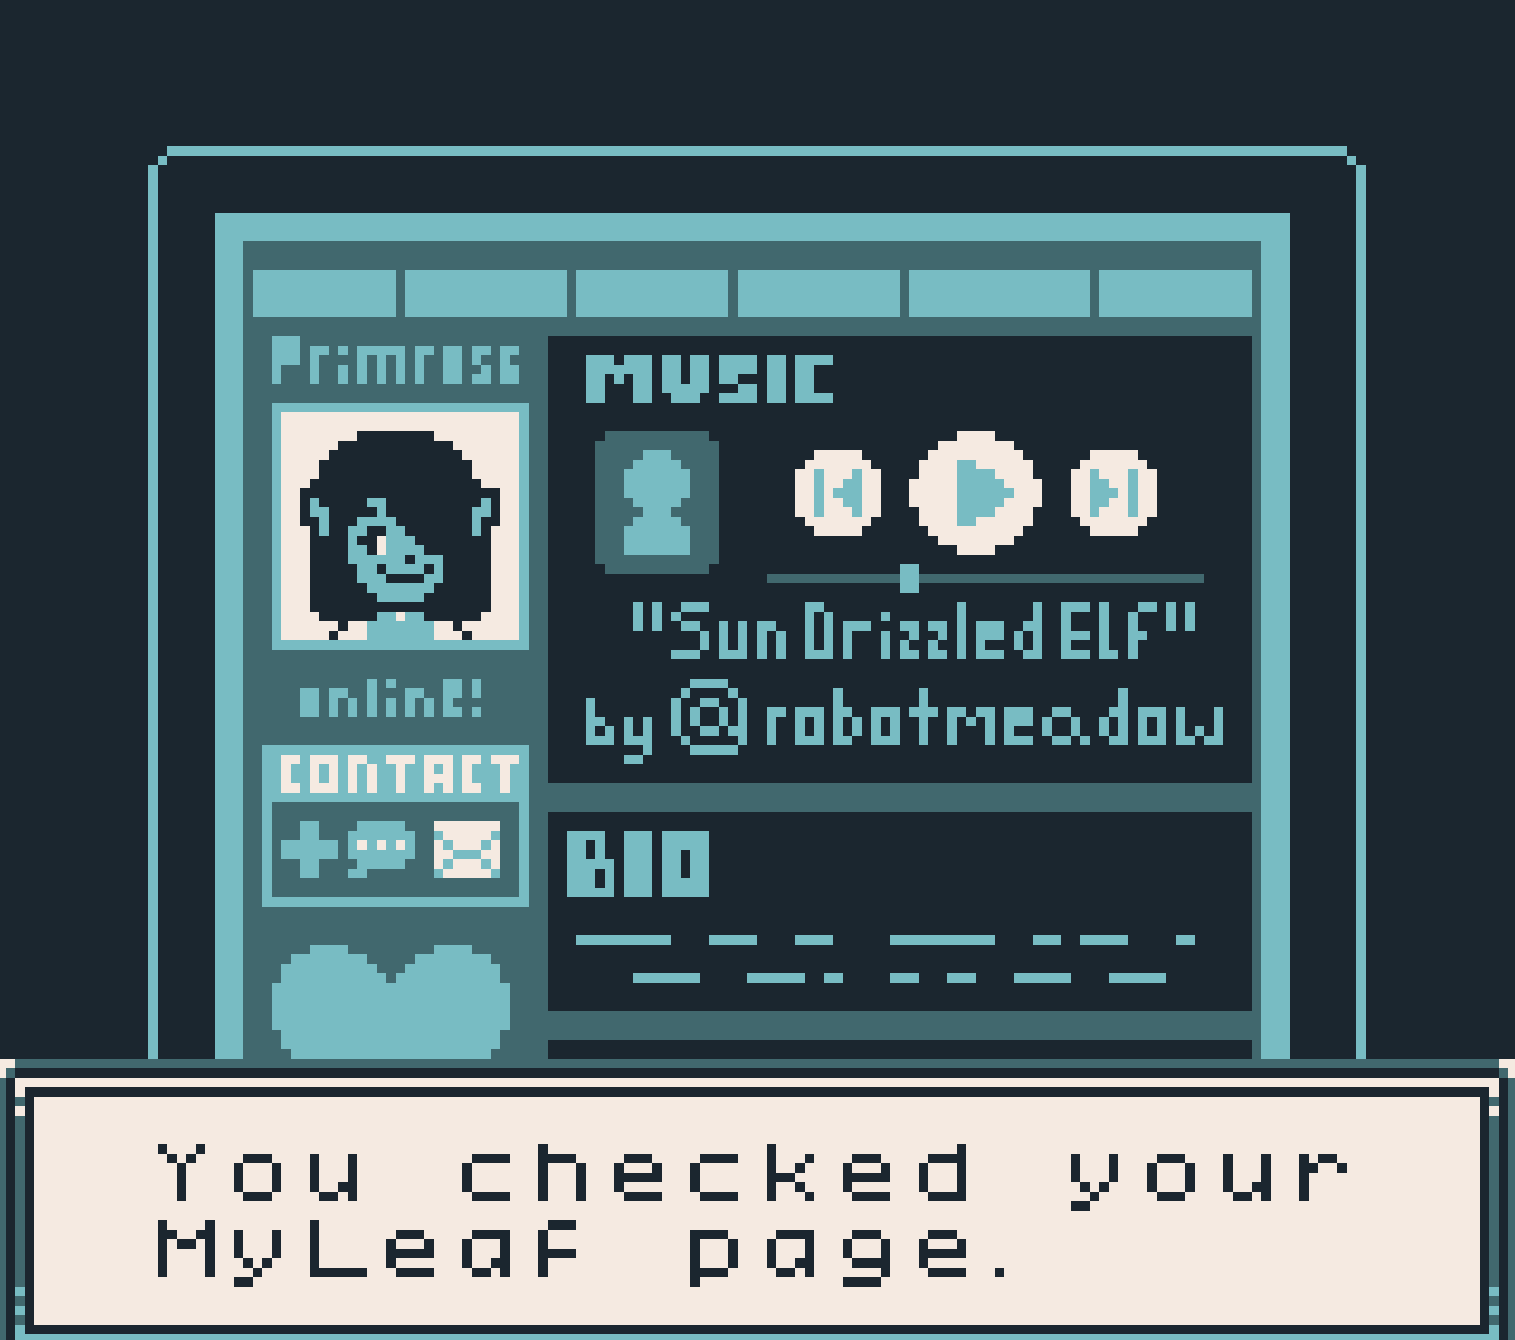 Primrose
MUSIC
"Sun Drizzled Elf"
by @robotmeadow
online!
CONTACT
BIO
You checked your
MyLeaf page.